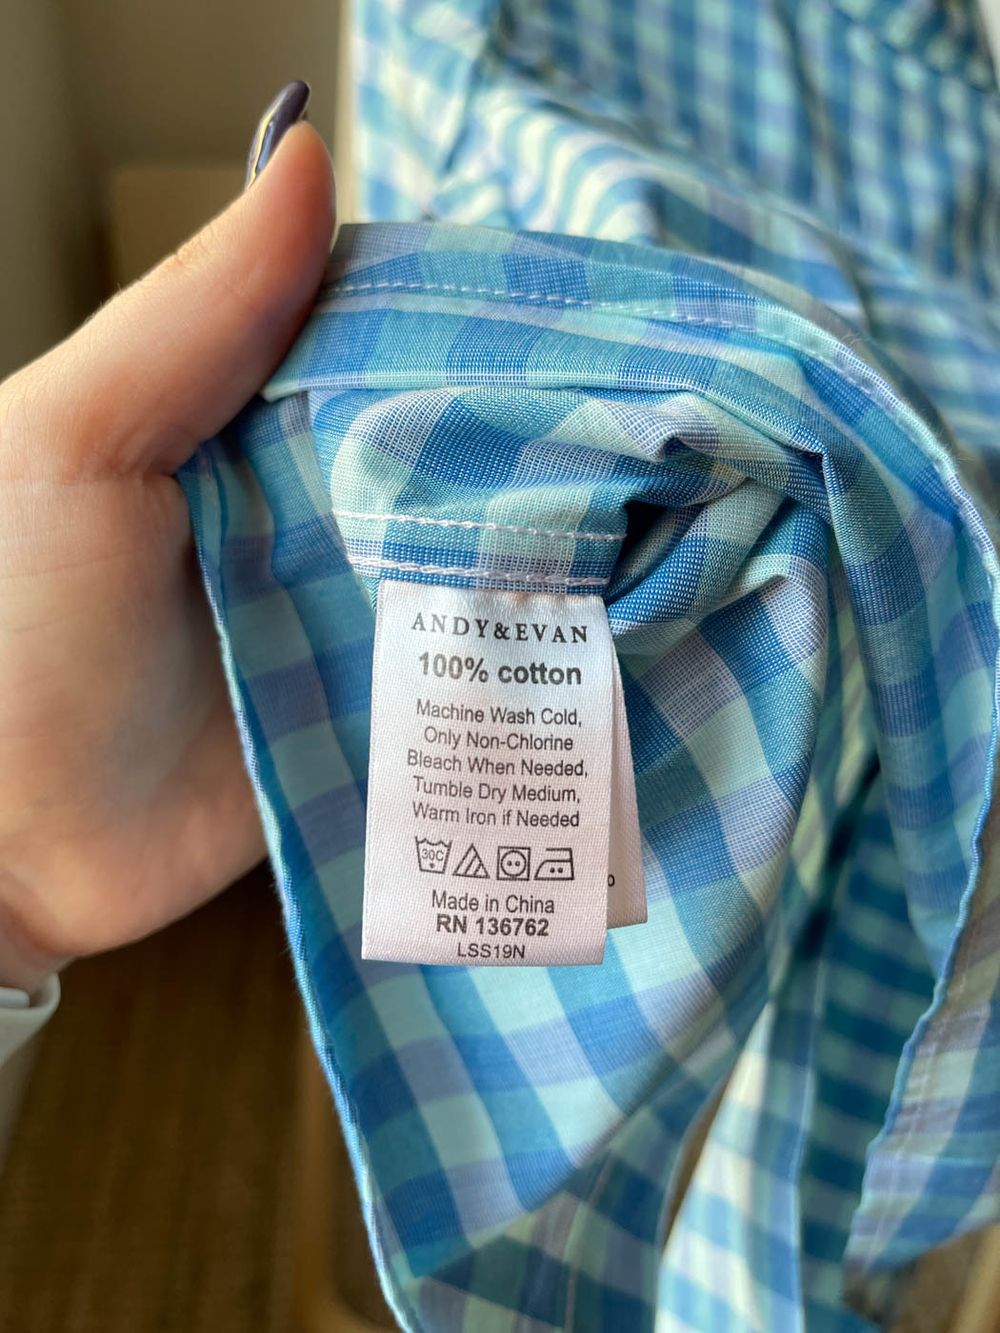 ANDY&EVAN
100% cotton
Machine Wash Cold,
Only Non-Chlorine
Bleach When Needed,
Tumble Dry Medium,
Warm Iron if Needed
30C
Made in China
RN 136762
LSS19N